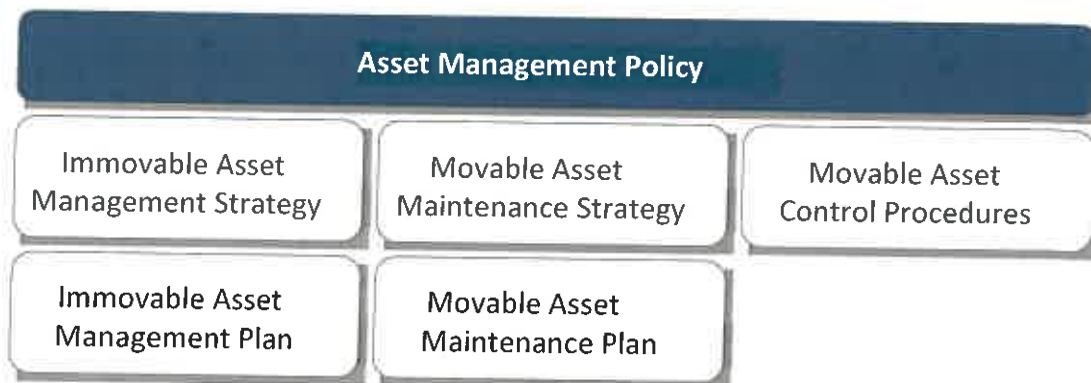 Asset Management Policy
Immovable Asset
Management Strategy
Movable Asset
Maintenance Strategy
Movable Asset
Control Procedures
Immovable Asset
Management Plan
Movable Asset
Maintenance Plan